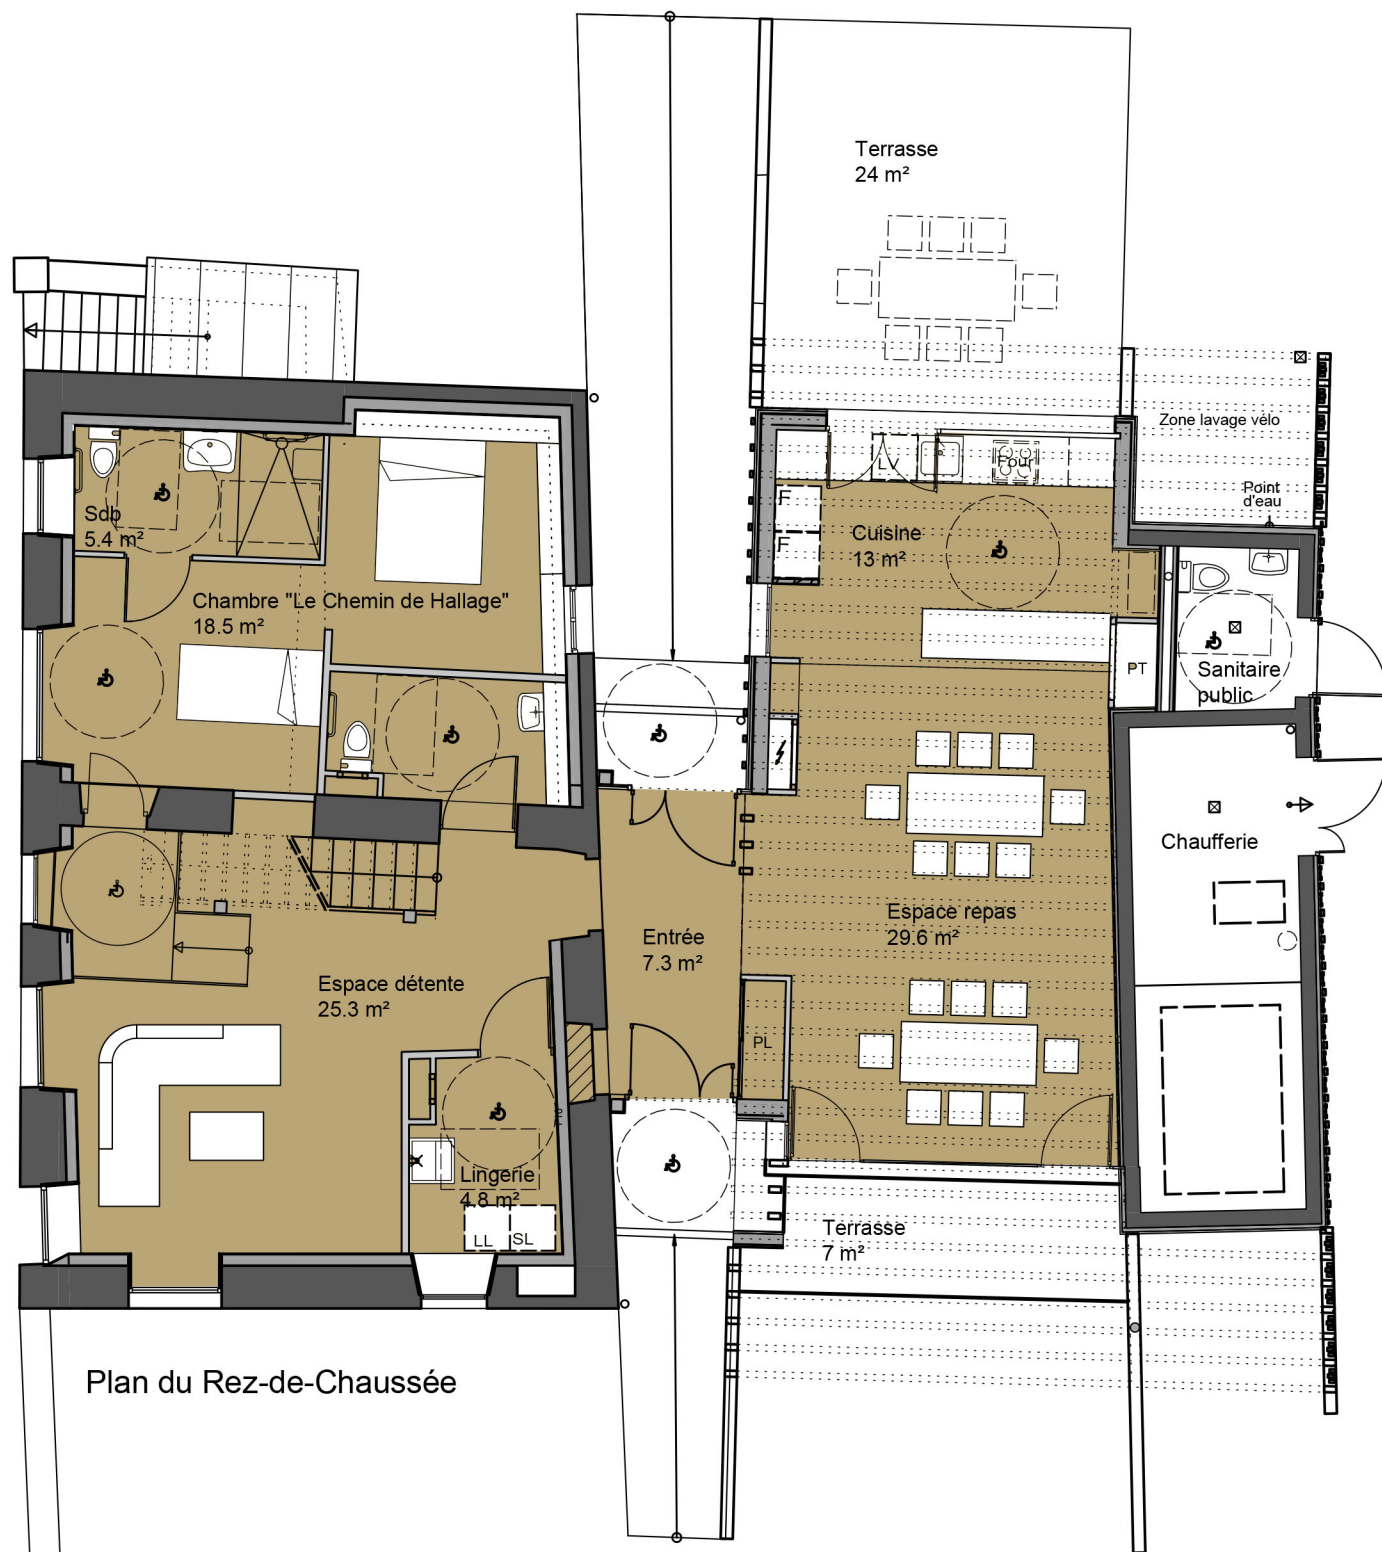 Terrasse
24 m²
Zone lavage vélo
Point
d'eau
LV
Four
F
F
Cuisine
13 m²
Sdb
5.4 m²
Chambre "Le Chemin de Hallage"
18.5 m²
PT
Sanitaire
public
Chaufferie
Espace repas
29.6 m²
Entrée
7.3 m²
Espace détente
25.3 m²
PL
Lingerie
4.8 m²
LL
SL
Terrasse
7 m²
Plan du Rez-de-Chaussée